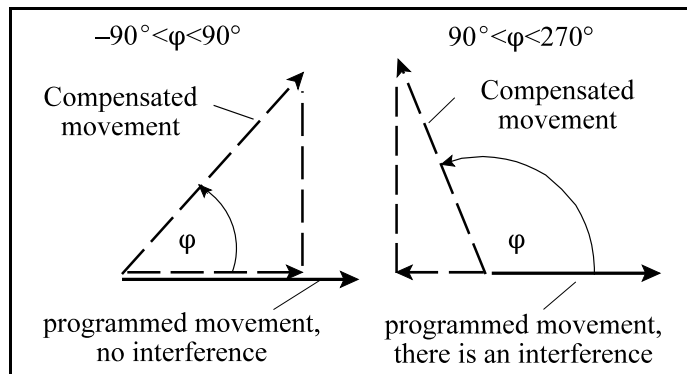 –90°<φ<90°
Compensated
movement
φ
programmed movement,
no interference
90°<φ<270°
Compensated
movement
φ
programmed movement,
there is an interference